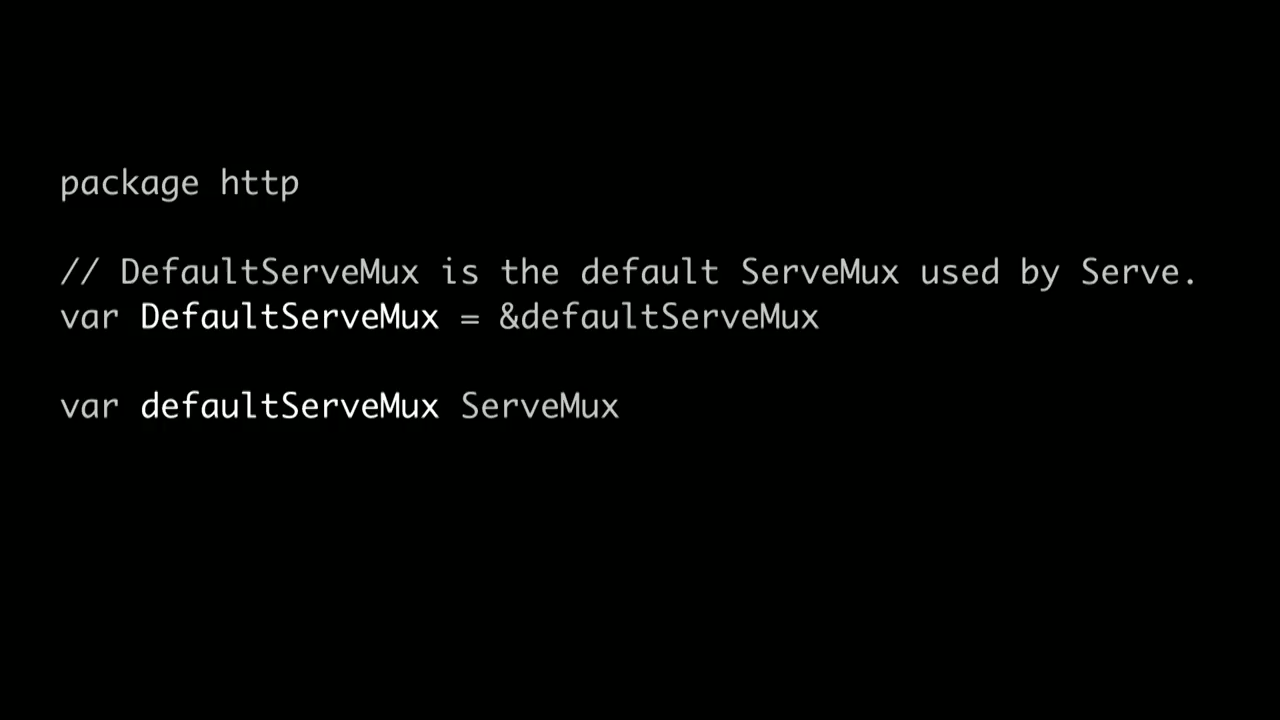 package http
// DefaultServeMux is the default ServeMux used by Serve.
var DefaultServeMux = &defaultServeMux
var defaultServeMux ServeMux